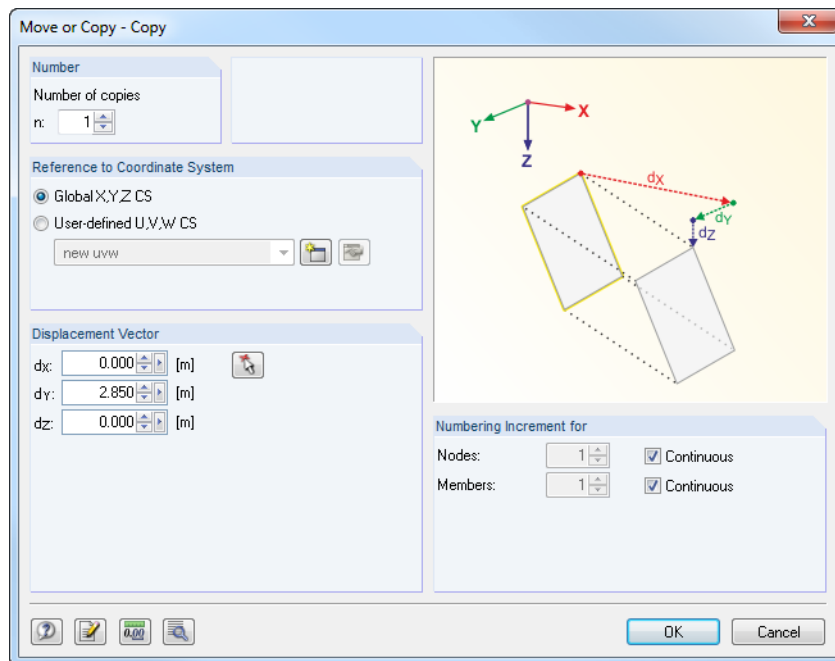 Move or Copy - Copy
Number
Number of copies
n: 1
Reference to Coordinate System
Global X,Y,Z CS
User-defined U,V,W CS
new uvw
Displacement Vector
dX: 0.000 [m]
dY: 2.850 [m]
dZ: 0.000 [m]
X
Y
Z
dX
dY
dZ
Numbering Increment for
Nodes: 1 Continuous
Members: 1 Continuous
0.00
OK Cancel